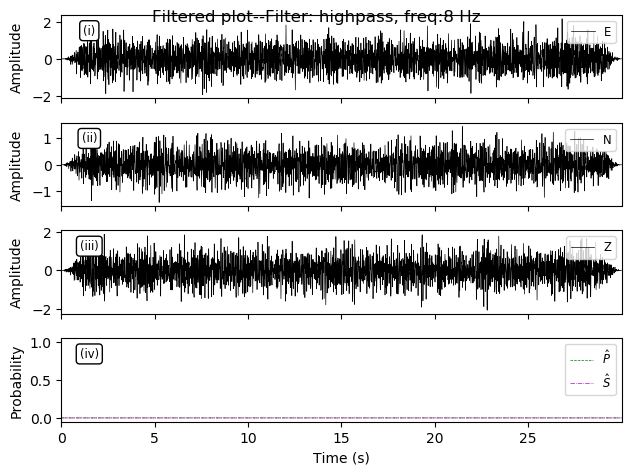 Filtered plot--Filter: highpass, freq:8 Hz
(i)
E
Amplitude
2
0
−2
(ii)
N
Amplitude
1
0
−1
(iii)
Z
Amplitude
2
0
−2
(iv)
P̂
Ŝ
Probability
1.0
0.5
0.0
0 5 10 15 20 25
Time (s)